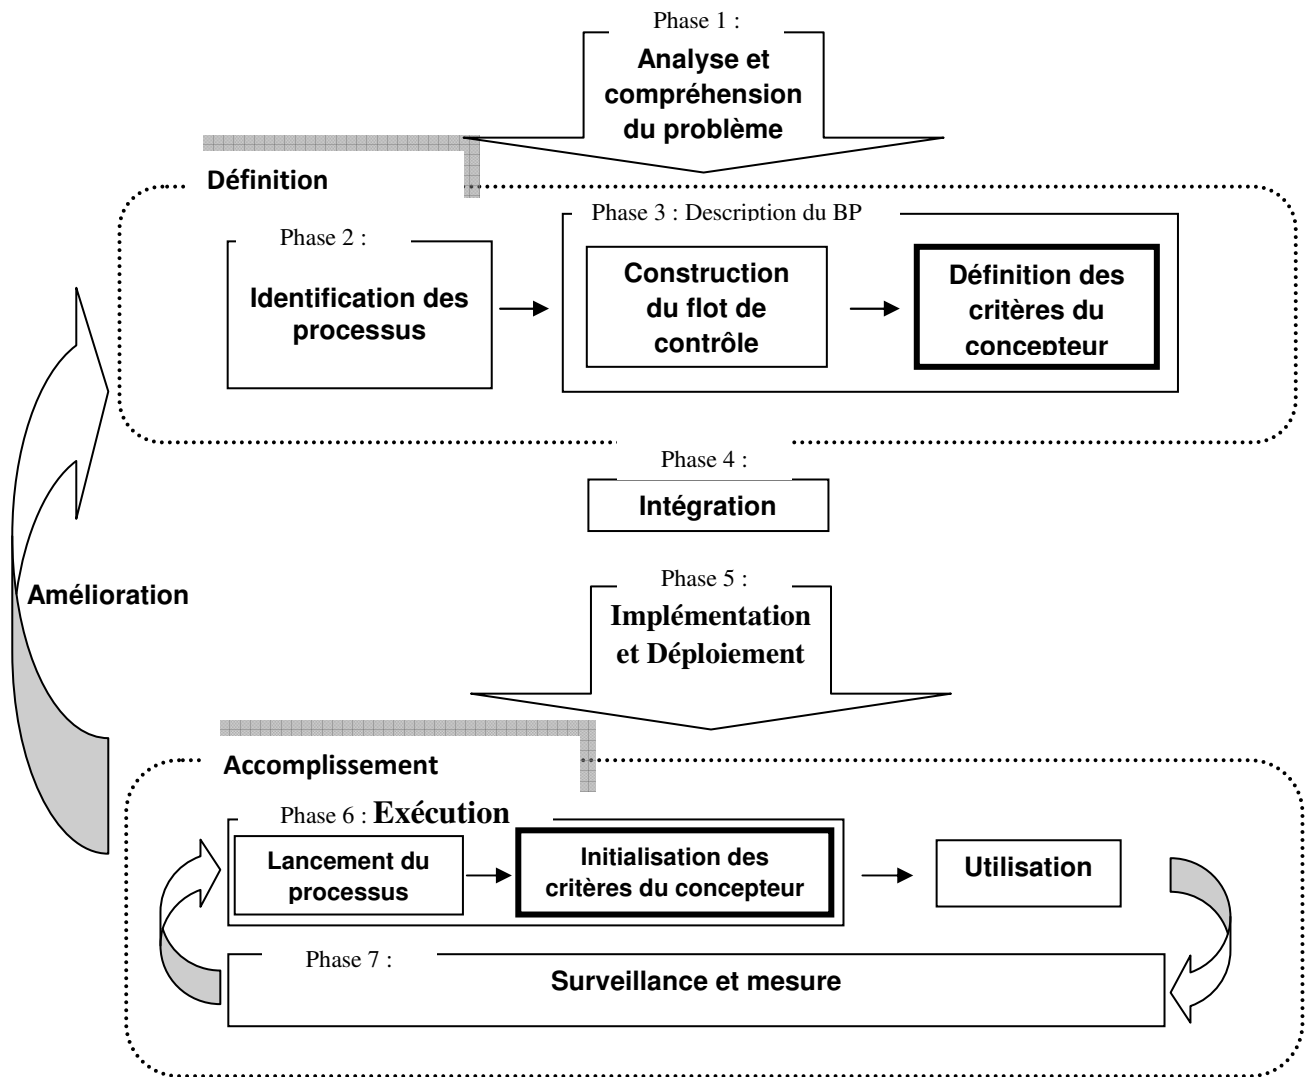 Phase 1 :
Analyse et
compréhension
du problème
Définition
Phase 2 :
Identification des
processus
Phase 3 : Description du BP
Construction
du flot de
contrôle
Définition des
critères du
concepteur
Phase 4 :
Intégration
Amélioration
Phase 5 :
Implémentation
et Déploiement
Accomplissement
Phase 6 : Exécution
Lancement du
processus
Initialisation des
critères du concepteur
Utilisation
Phase 7 :
Surveillance et mesure